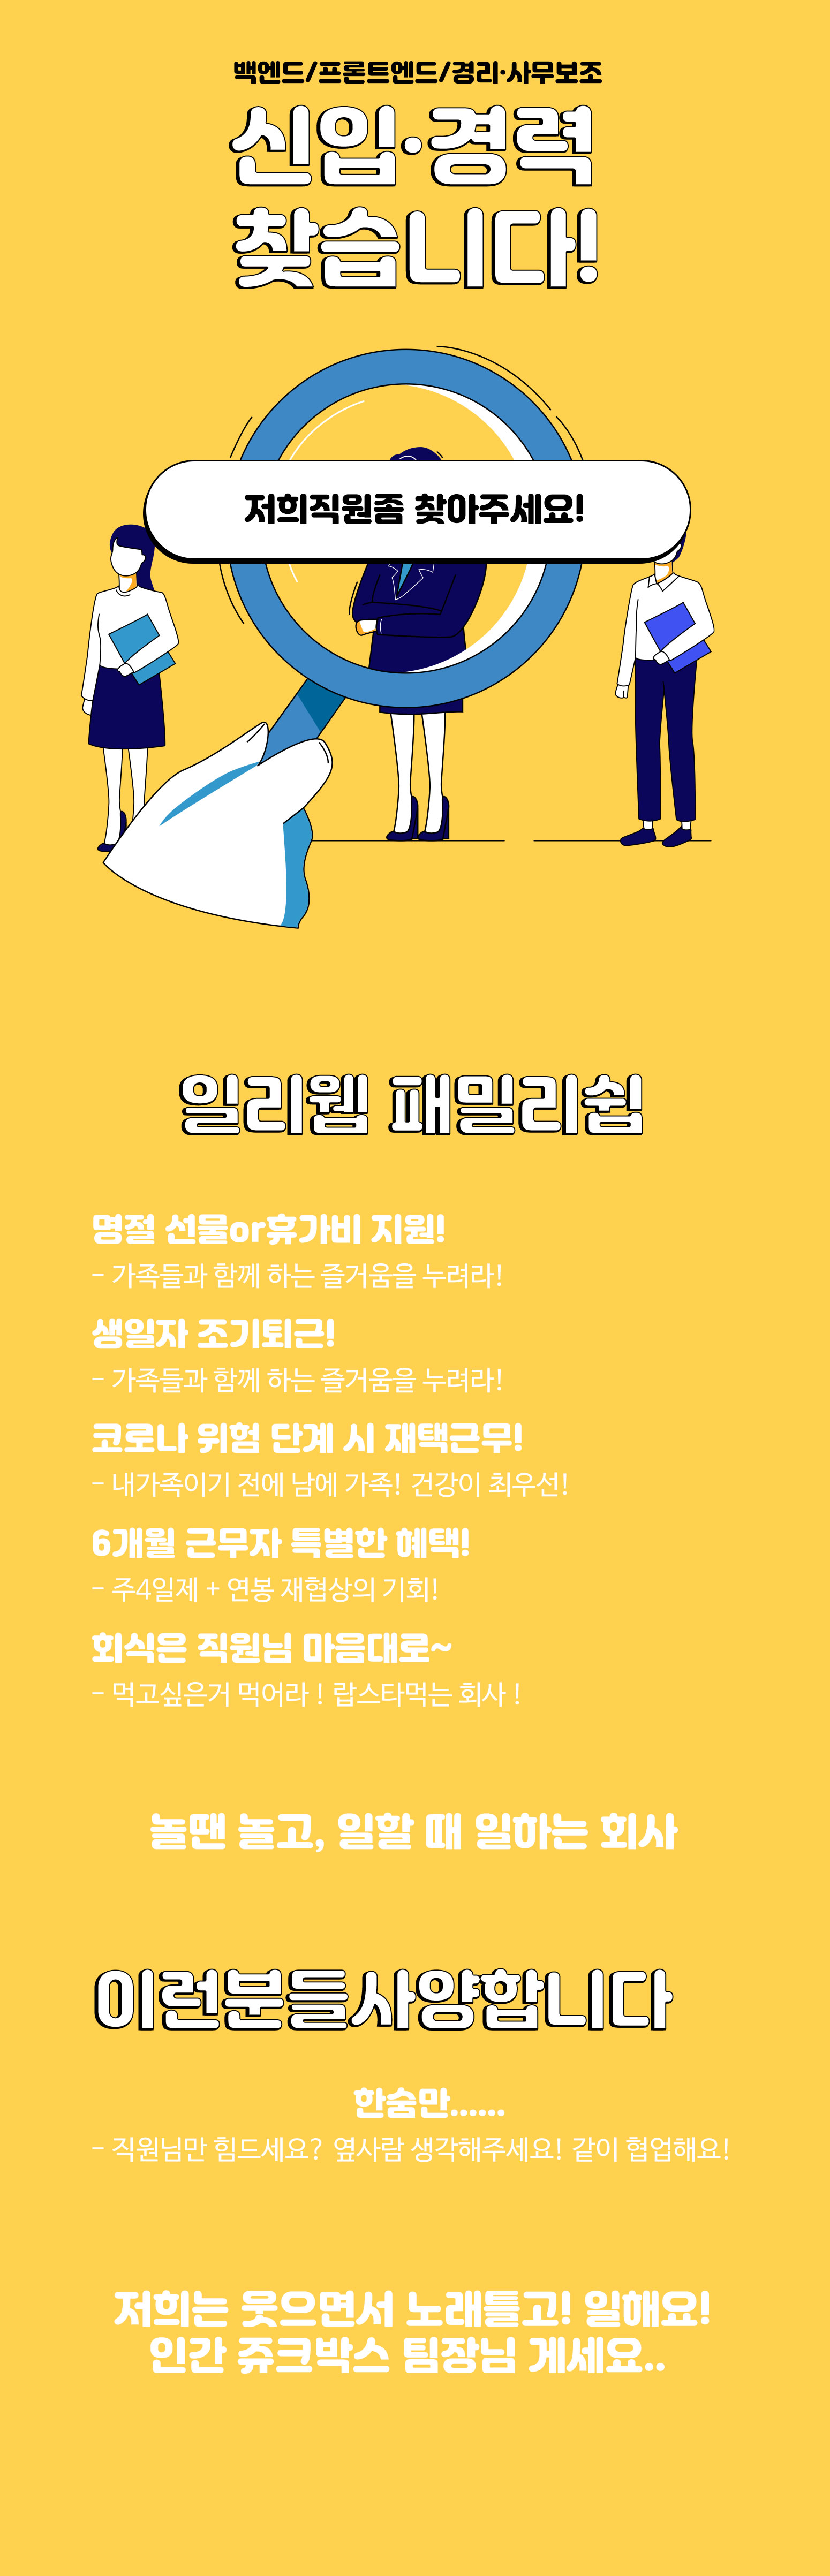 백엔드/프론트엔드/경리·사무보조
신입·경력
찾습니다!
저희직원좀 찾아주세요!
일리웹 패밀리쉽
명절 선물or휴가비 지원!
- 가족들과 함께 하는 즐거움을 누려라!
생일자 조기퇴근!
- 가족들과 함께 하는 즐거움을 누려라!
코로나 위험 단계 시 재택근무!
- 내가족이기 전에 남에 가족! 건강이 최우선!
6개월 근무자 특별한 혜택!
- 주4일제 + 연봉 재협상의 기회!
회식은 직원님 마음대로~
- 먹고싶은거 먹어라 ! 랍스타먹는 회사 !
놀땐 놀고, 일할 때 일하는 회사
이런분들사양합니다
한숨만......
- 직원님만 힘드세요? 옆사람 생각해주세요! 같이 협업해요!
저희는 웃으면서 노래틀고! 일해요!
인간 쥬크박스 팀장님 게세요..